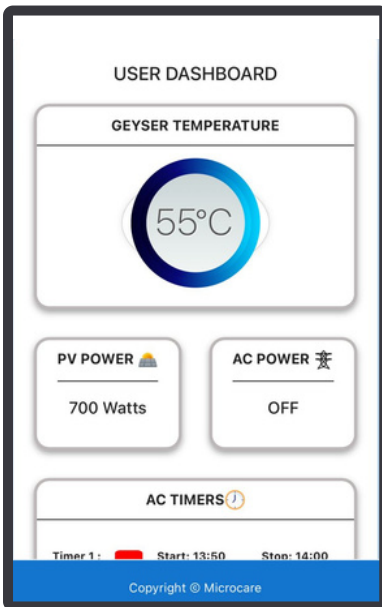 USER DASHBOARD
GEYSER TEMPERATURE
55°C
PV POWER
AC POWER
700 Watts
OFF
AC TIMERS
Timer 1 : Start: 13:50 Stop: 14:00
Copyright © Microcare